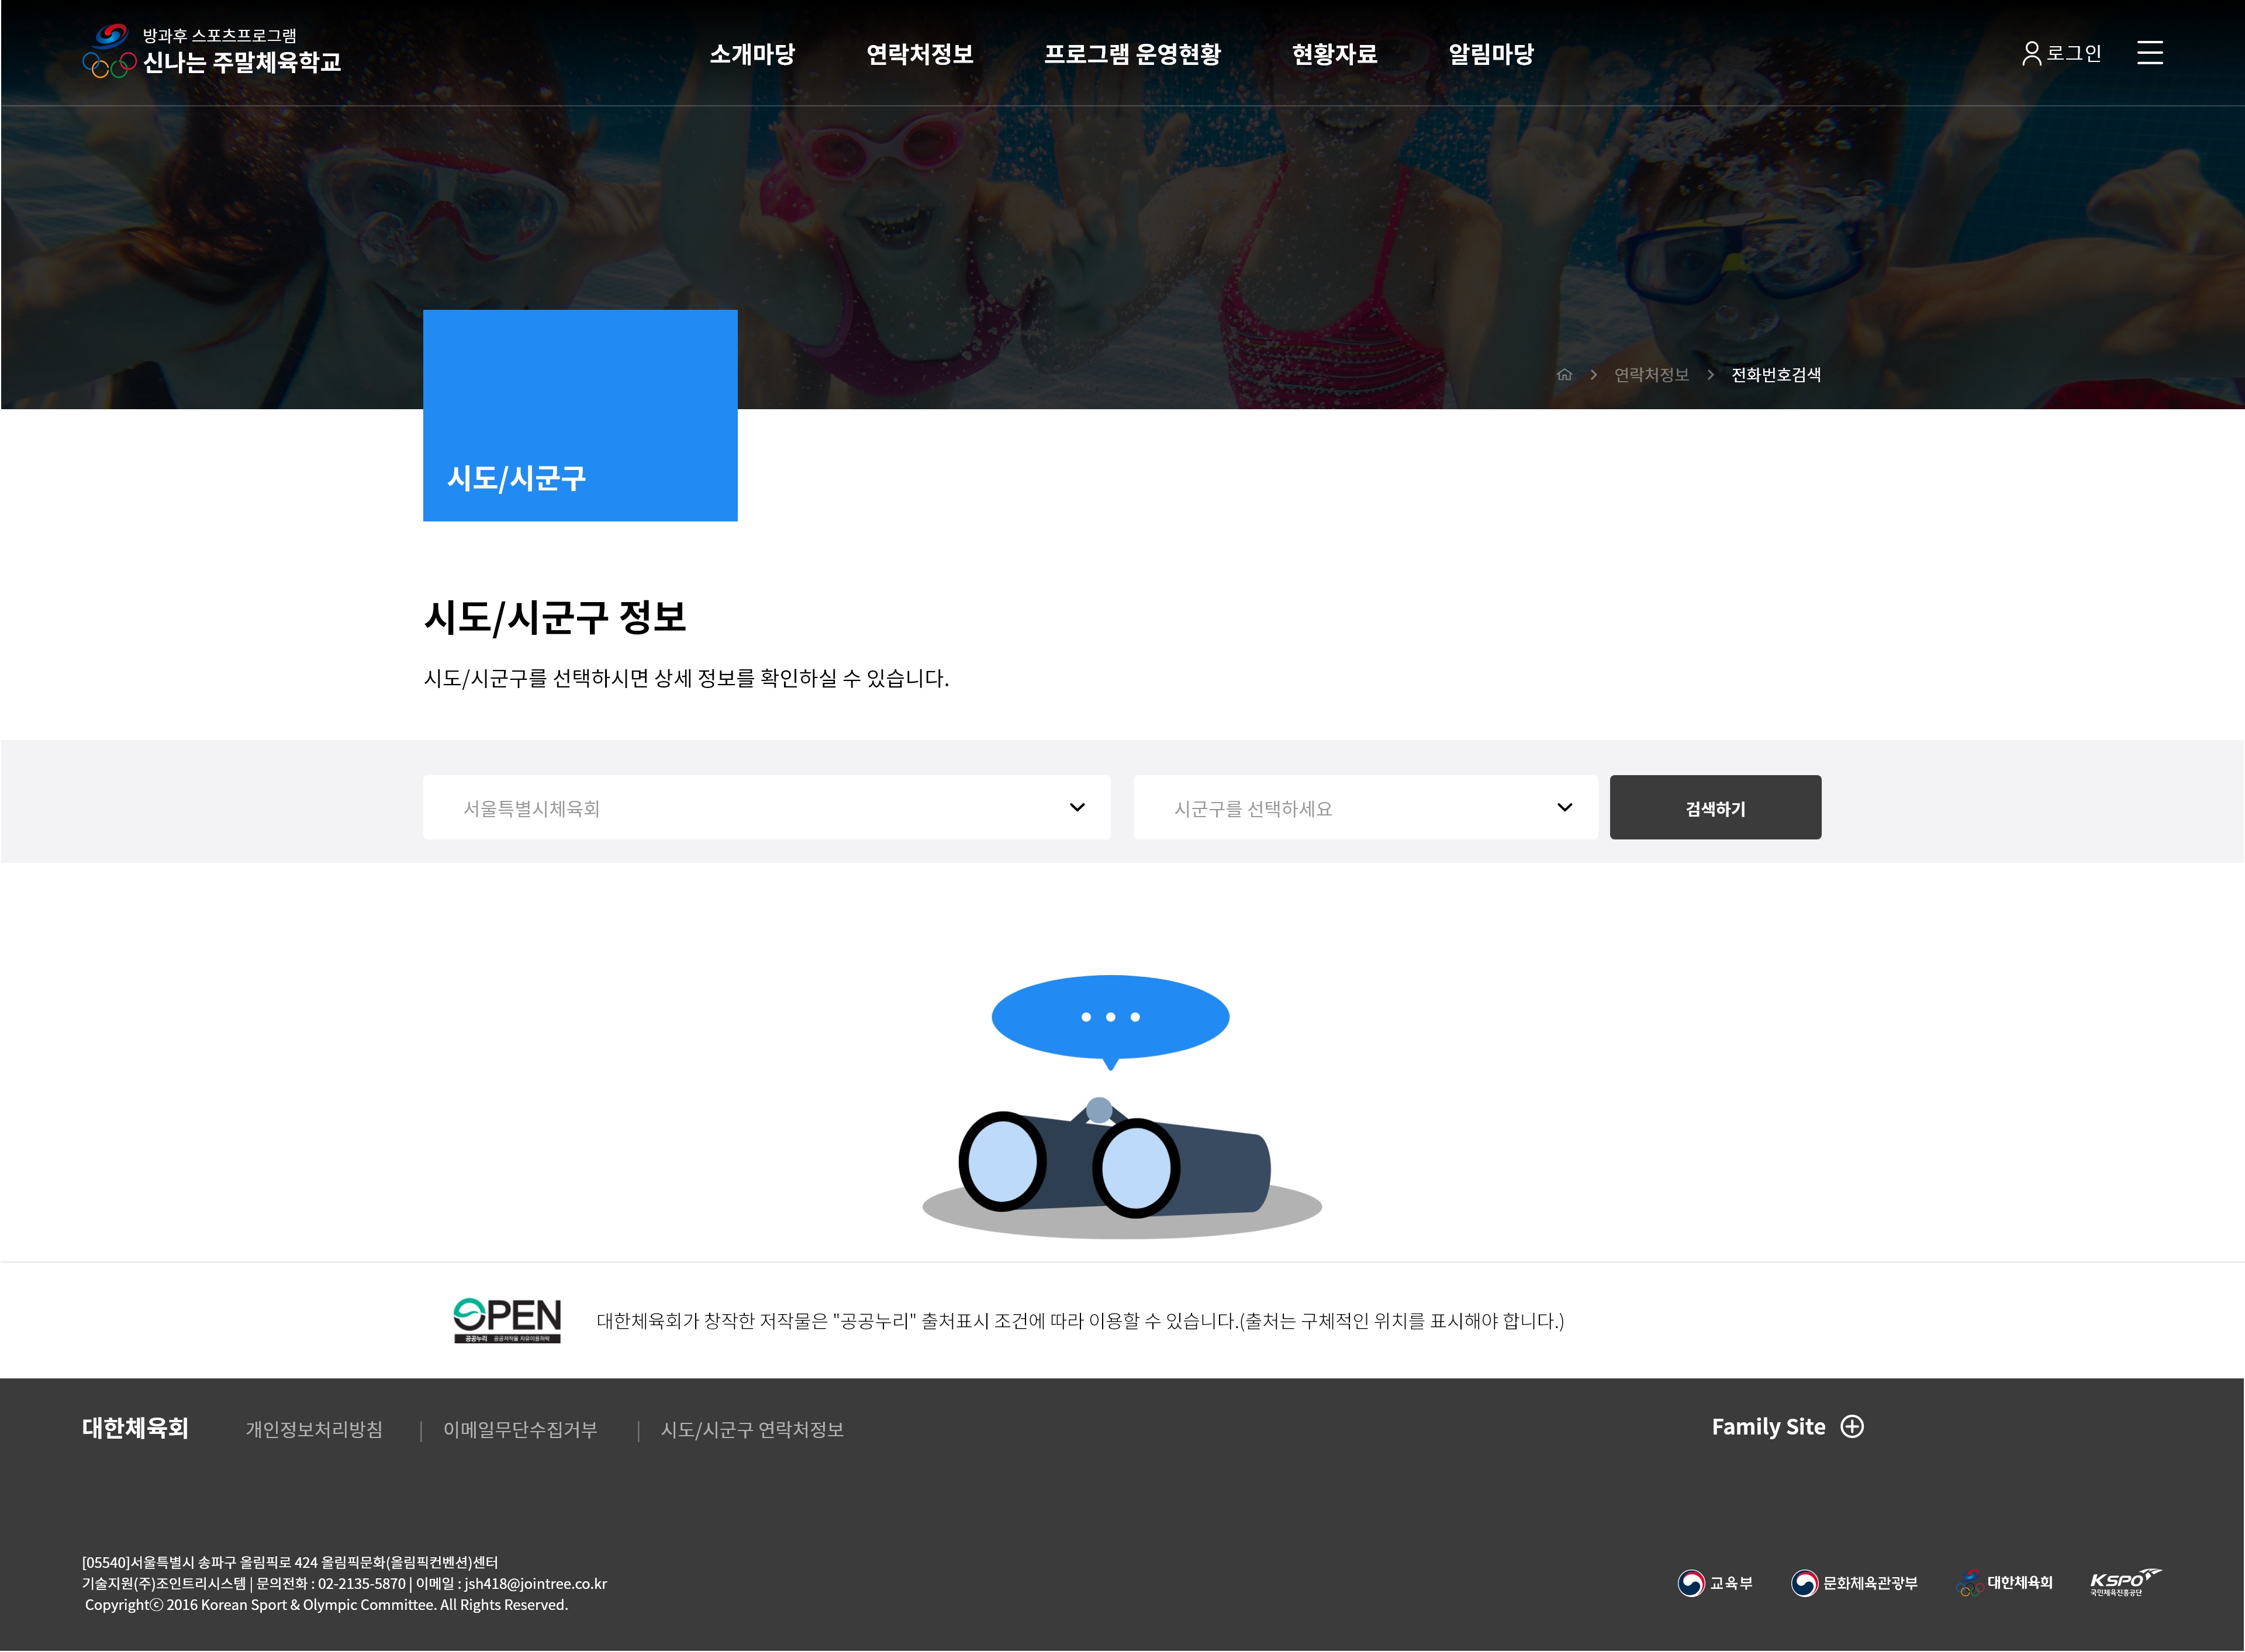 방과후 스포츠프로그램
신나는 주말체육학교
소개마당 연락처정보 프로그램 운영현황 현황자료 알림마당
로그인
연락처정보 전화번호검색
시도/시군구
시도/시군구 정보
시도/시군구를 선택하시면 상세 정보를 확인하실 수 있습니다.
서울특별시체육회 시군구를 선택하세요 검색하기
OPEN
공공누리 공공저작물 자유이용허락
대한체육회가 창작한 저작물은 "공공누리" 출처표시 조건에 따라 이용할 수 있습니다.(출처는 구체적인 위치를 표시해야 합니다.)
대한체육회 개인정보처리방침 | 이메일무단수집거부 | 시도/시군구 연락처정보
Family Site
[05540]서울특별시 송파구 올림픽로 424 올림픽문화(올림픽컨벤션)센터
기술지원(주)조인트리시스템 | 문의전화 : 02-2135-5870 | 이메일 : jsh418@jointree.co.kr
Copyrightⓒ 2016 Korean Sport & Olympic Committee. All Rights Reserved.
교육부 문화체육관광부 대한체육회 KSPO
국민체육진흥공단